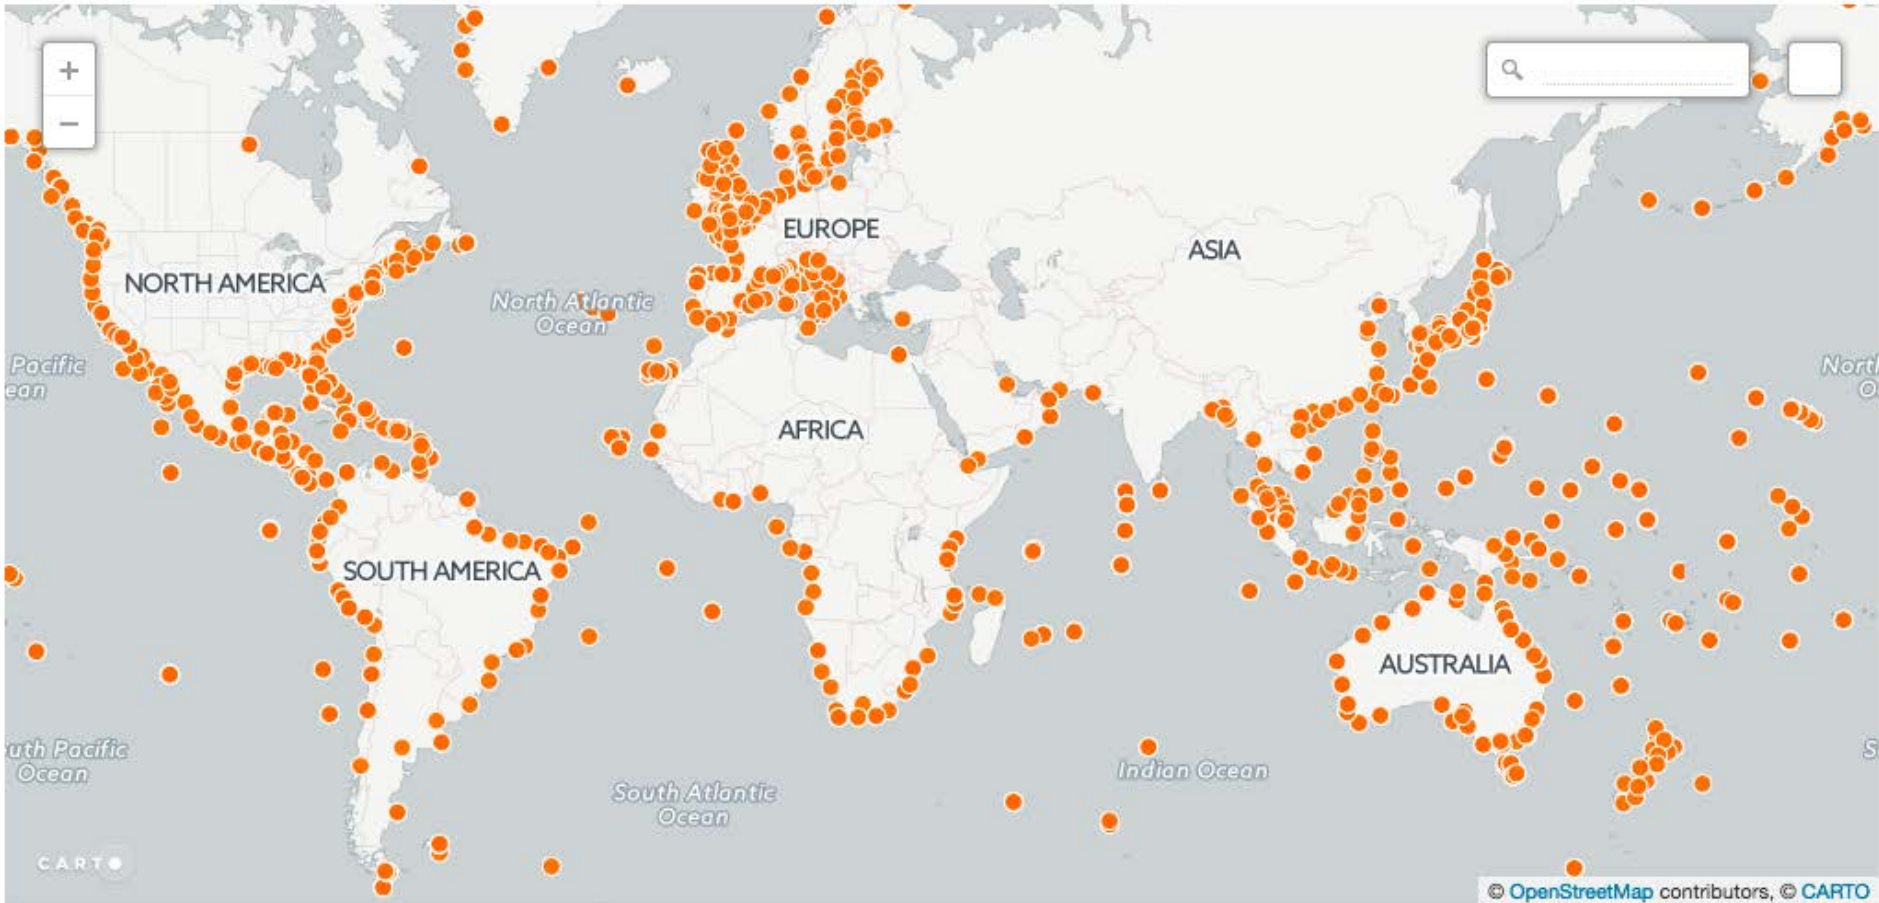 +
−
EUROPE
ASIA
NORTH AMERICA
North Atlantic
Ocean
Pacific
ean
North
O
AFRICA
SOUTH AMERICA
AUSTRALIA
uth Pacific
Ocean
S
South Atlantic
Ocean
Indian Ocean
CARTO
© OpenStreetMap contributors, © CARTO